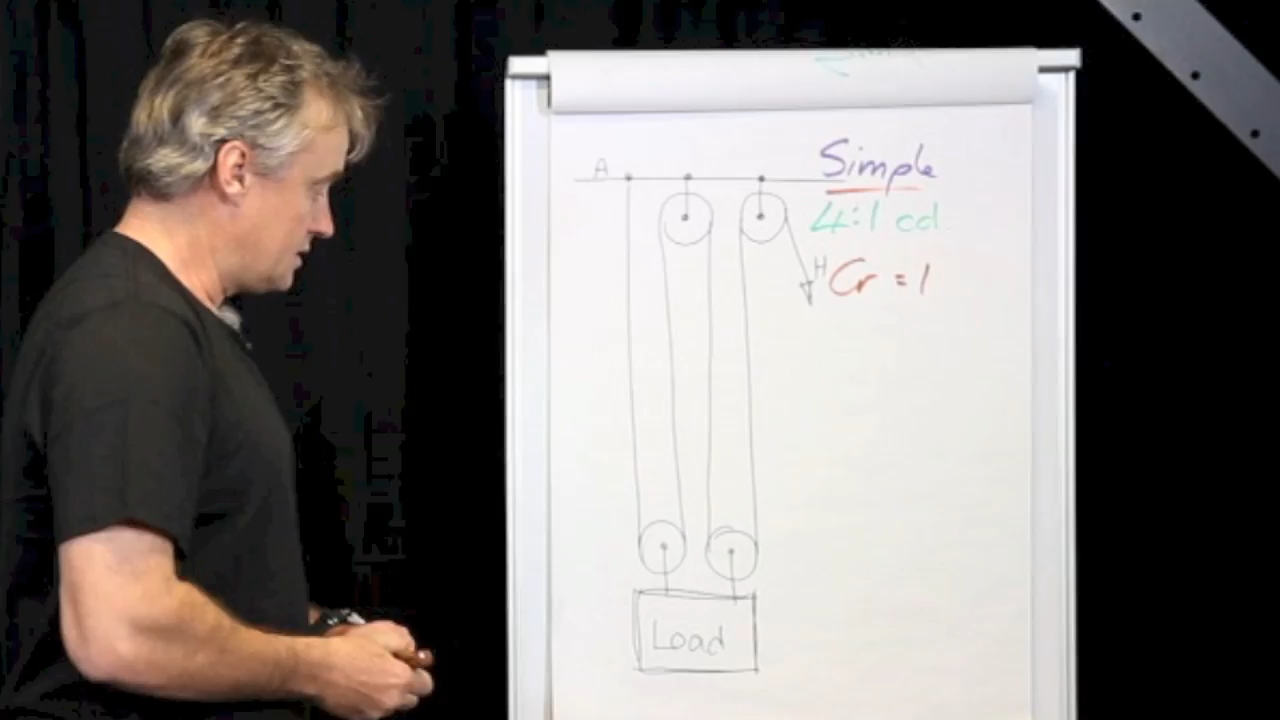 A
Simple
4:1 cd
H
Cr = 1
Load